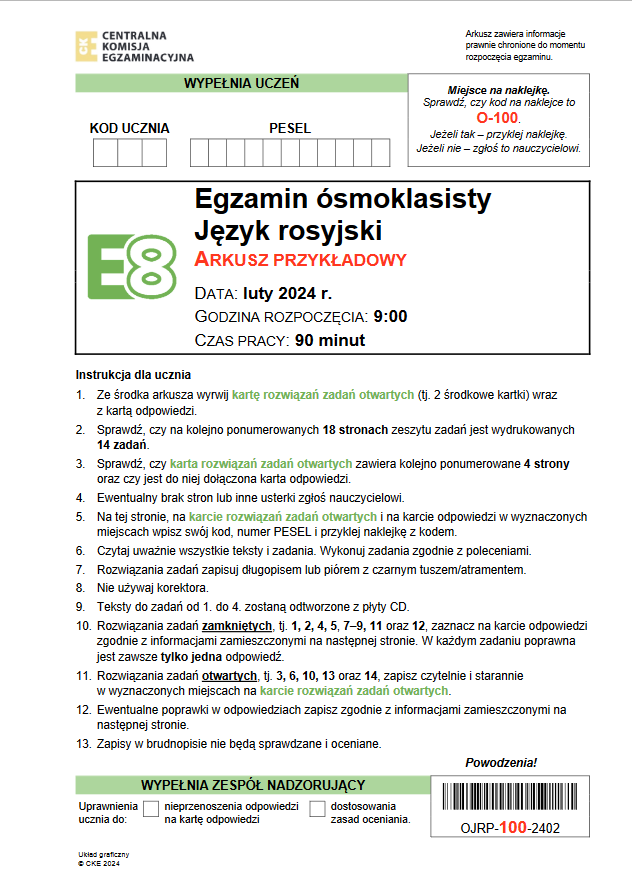 CENTRALNA
KOMISJA
EGZAMINACYJNA
CKE
Arkusz zawiera informacje
prawnie chronione do momentu
rozpoczęcia egzaminu.
WYPEŁNIA UCZEŃ
KOD UCZNIA
PESEL
Miejsce na naklejkę.
Sprawdź, czy kod na naklejce to
O-100.
Jeżeli tak – przyklej naklejkę.
Jeżeli nie – zgłoś to nauczycielowi.
E8
Egzamin ósmoklasisty
Język rosyjski
ARKUSZ PRZYKŁADOWY
DATA: luty 2024 r.
GODZINA ROZPOCZĘCIA: 9:00
CZAS PRACY: 90 minut
Instrukcja dla ucznia
1. Ze środka arkusza wyrwij kartę rozwiązań zadań otwartych (tj. 2 środkowe kartki) wraz
z kartą odpowiedzi.
2. Sprawdź, czy na kolejno ponumerowanych 18 stronach zeszytu zadań jest wydrukowanych
14 zadań.
3. Sprawdź, czy karta rozwiązań zadań otwartych zawiera kolejno ponumerowane 4 strony
oraz czy jest do niej dołączona karta odpowiedzi.
4. Ewentualny brak stron lub inne usterki zgłoś nauczycielowi.
5. Na tej stronie, na karcie rozwiązań zadań otwartych i na karcie odpowiedzi w wyznaczonych
miejscach wpisz swój kod, numer PESEL i przyklej naklejkę z kodem.
6. Czytaj uważnie wszystkie teksty i zadania. Wykonuj zadania zgodnie z poleceniami.
7. Rozwiązania zadań zapisuj długopisem lub piórem z czarnym tuszem/atramentem.
8. Nie używaj korektora.
9. Teksty do zadań od 1. do 4. zostaną odtworzone z płyty CD.
10. Rozwiązania zadań zamkniętych, tj. 1, 2, 4, 5, 7–9, 11 oraz 12, zaznacz na karcie odpowiedzi
zgodnie z informacjami zamieszczonymi na następnej stronie. W każdym zadaniu poprawna
jest zawsze tylko jedna odpowiedź.
11. Rozwiązania zadań otwartych, tj. 3, 6, 10, 13 oraz 14, zapisz czytelnie i starannie
w wyznaczonych miejscach na karcie rozwiązań zadań otwartych.
12. Ewentualne poprawki w odpowiedziach zapisz zgodnie z informacjami zamieszczonymi na
następnej stronie.
13. Zapisy w brudnopisie nie będą sprawdzane i oceniane.
Powodzenia!
WYPEŁNIA ZESPÓŁ NADZORUJĄCY
Uprawnienia
ucznia do:
nieprzenoszenia odpowiedzi
na kartę odpowiedzi
dostosowania
zasad oceniania.
OJRP-100-2402
Układ graficzny
© CKE 2024